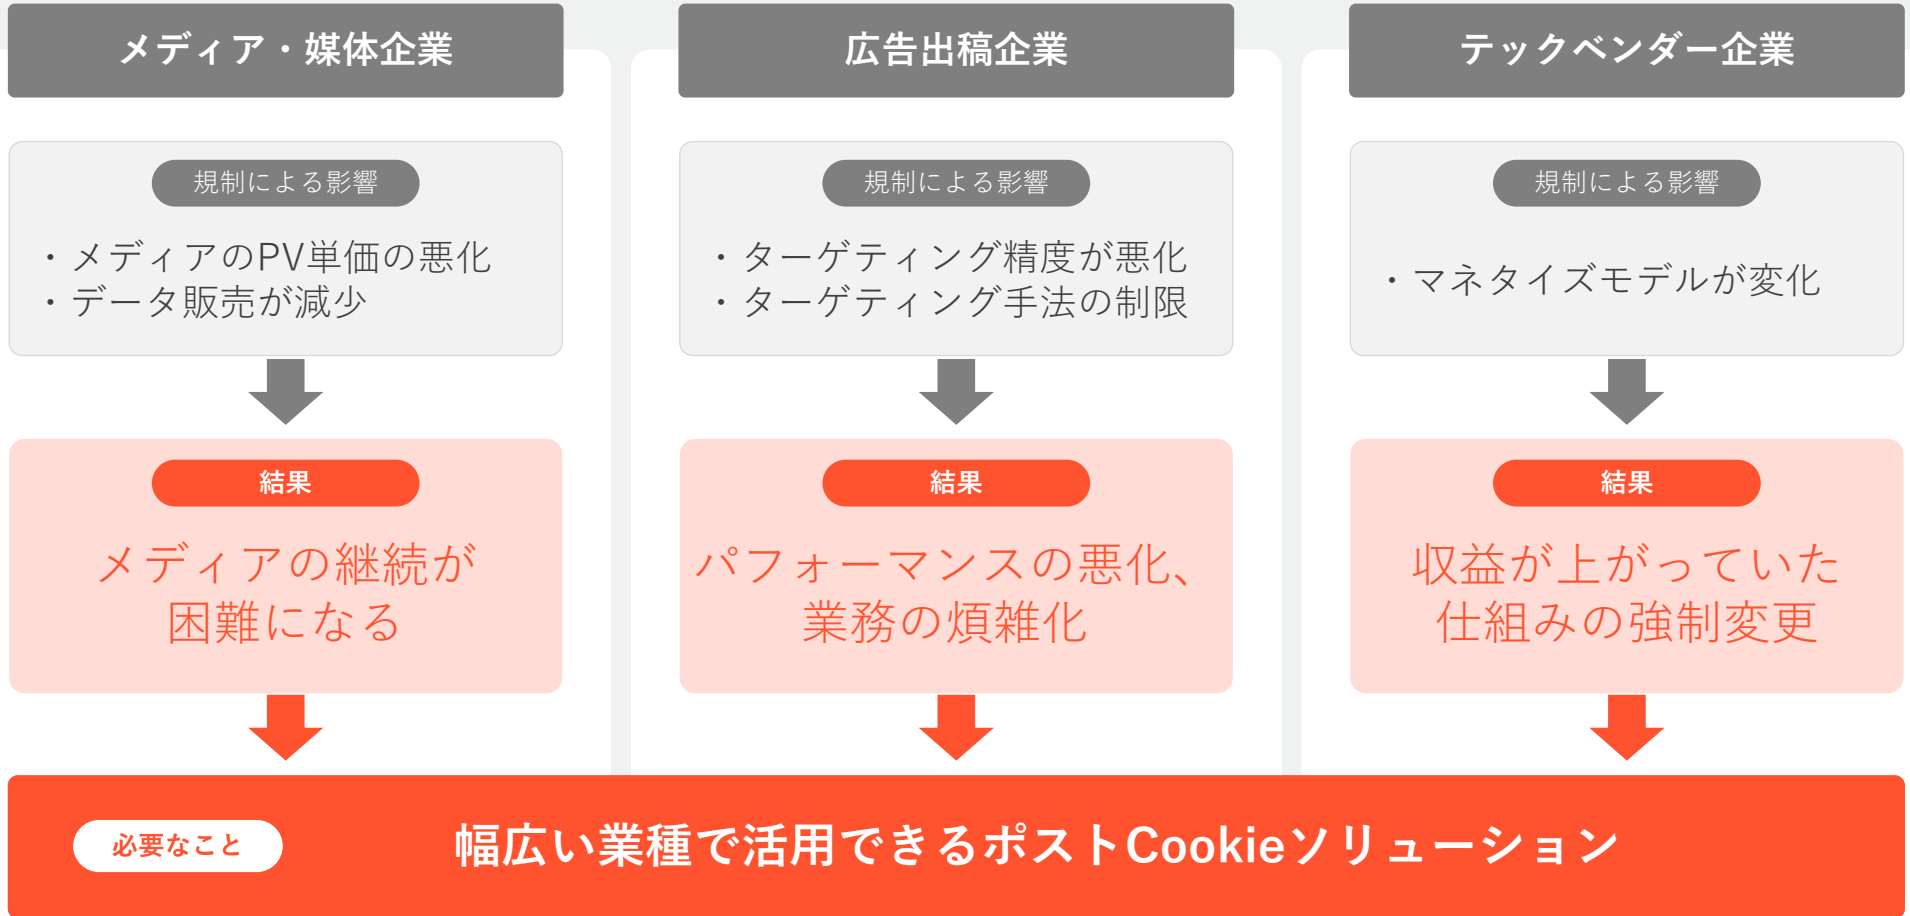 メディア・媒体企業
規制による影響
・メディアのPV単価の悪化
・データ販売が減少
結果
メディアの継続が
困難になる
広告出稿企業
規制による影響
・ターゲティング精度が悪化
・ターゲティング手法の制限
結果
パフォーマンスの悪化、
業務の煩雑化
テックベンダー企業
規制による影響
・マネタイズモデルが変化
結果
収益が上がっていた
仕組みの強制変更
必要なこと
幅広い業種で活用できるポストCookieソリューション